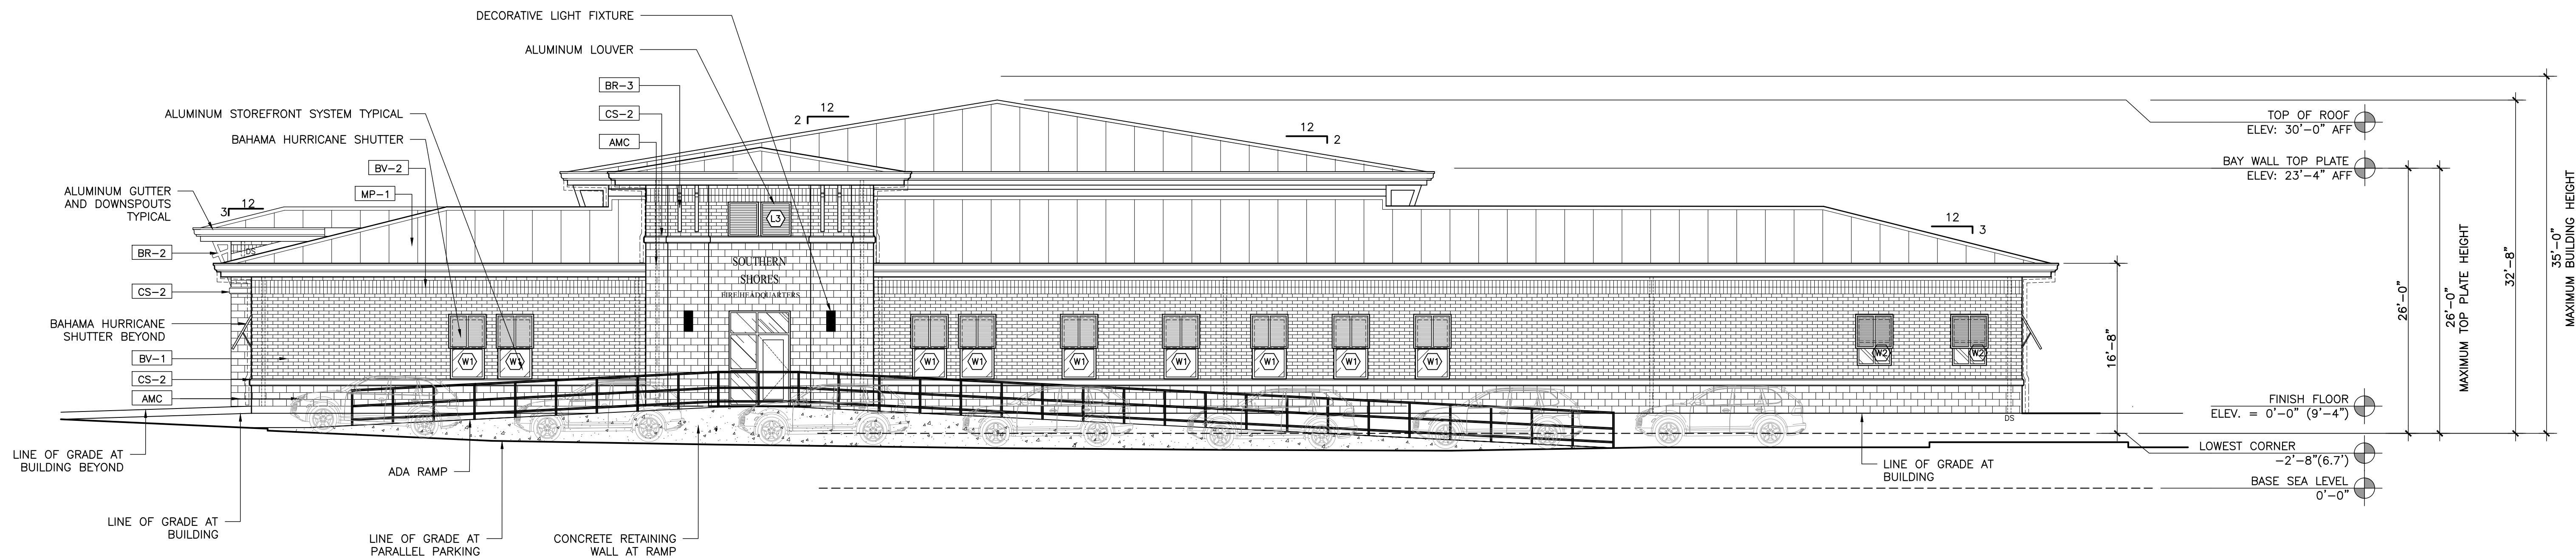 DECORATIVE LIGHT FIXTURE
ALUMINUM LOUVER
BR-3
CS-2
AMC
ALUMINUM STOREFRONT SYSTEM TYPICAL
BAHAMA HURRICANE SHUTTER
BV-2
MP-1
ALUMINUM GUTTER
AND DOWNSPOUTS
TYPICAL
3 12
BR-2
DS
CS-2
BAHAMA HURRICANE
SHUTTER BEYOND
BV-1
CS-2
AMC
LINE OF GRADE AT
BUILDING BEYOND
LINE OF GRADE AT
BUILDING
ADA RAMP
LINE OF GRADE AT
PARALLEL PARKING
CONCRETE RETAINING
WALL AT RAMP
12
2
12
2
12
3
L3
SOUTHERN
SHORES
FIRE HEADQUARTERS
W1
W1
W1
W1
W1
W1
W1
W1
W1
W2
W2
DS
LINE OF GRADE AT
BUILDING
TOP OF ROOF
ELEV: 30'-0" AFF
BAY WALL TOP PLATE
ELEV: 23'-4" AFF
FINISH FLOOR
ELEV. = 0'-0" (9'-4")
LOWEST CORNER
-2'-8"(6.7')
BASE SEA LEVEL
0'-0"
16'-8"
26'-0"
26'-0"
MAXIMUM TOP PLATE HEIGHT
32'-8"
35'-0"
MAXIMUM BUILDING HEIGHT